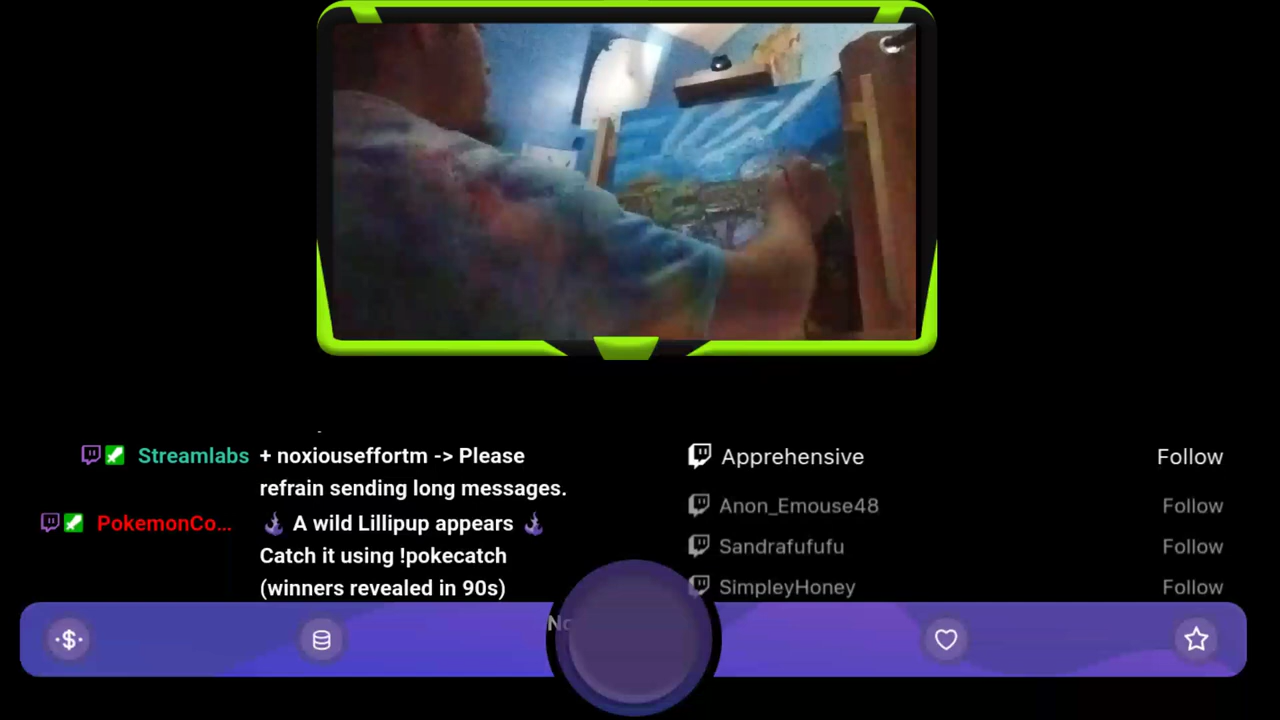 Streamlabs + noxiouseffortm -> Please
refrain sending long messages.
PokemonCo... A wild Lillipup appears
Catch it using !pokecatch
(winners revealed in 90s)
Apprehensive Follow
Anon_Emouse48 Follow
Sandrafufufu Follow
SimpleyHoney Follow